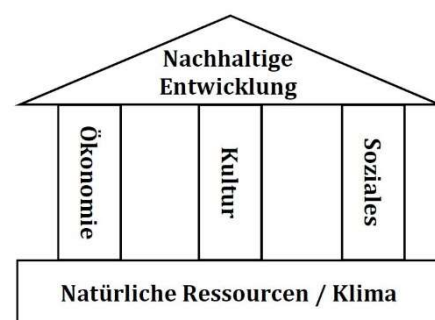 Nachhaltige
Entwicklung
Ökonomie
Kultur
Soziales
Natürliche Ressourcen / Klima